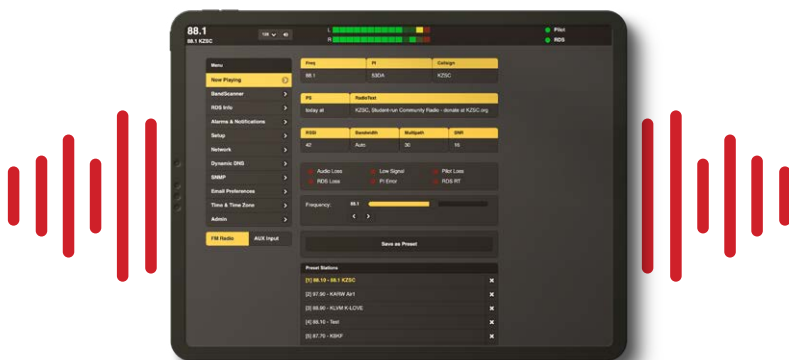 88.1
88.1 KZSC
L
R
Pilot
RDS
Menu
Now Playing
BandScanner
RDS Info
Alarms & Notifications
Setup
Network
Dynamic DNS
SNMP
Email Preferences
Time & Time Zone
Admin
FM Radio AUX Input
Freq PI Callsign
88.1 53DA KZSC
PS RadioText
today at KZSC, Student-run Community Radio - donate at KZSC.org
RSSI Bandwidth Multipath SNR
42 Auto 30 16
Audio Loss Low Signal Pilot Loss
RDS Loss PI Error RDS RT
Frequency: 88.1
Save as Preset
Preset Stations
[1] 88.10 - 88.1 KZSC
[2] 97.90 - KARW Air1
[3] 88.90 - KLVM K-LOVE
[4] 88.10 - Test
[5] 87.70 - KBKF